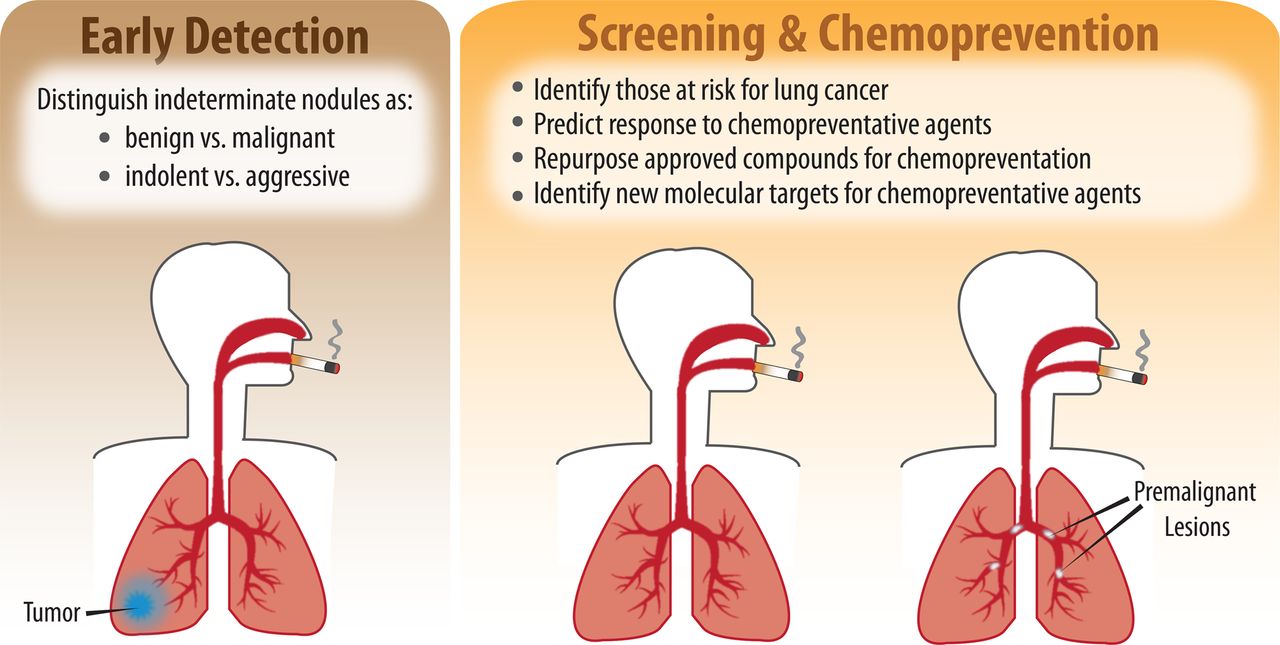 Early Detection
Distinguish indeterminate nodules as:
• benign vs. malignant
• indolent vs. aggressive
Tumor
Screening & Chemoprevention
• Identify those at risk for lung cancer
• Predict response to chemopreventative agents
• Repurpose approved compounds for chemopreventation
• Identify new molecular targets for chemopreventative agents
Premalignant
Lesions